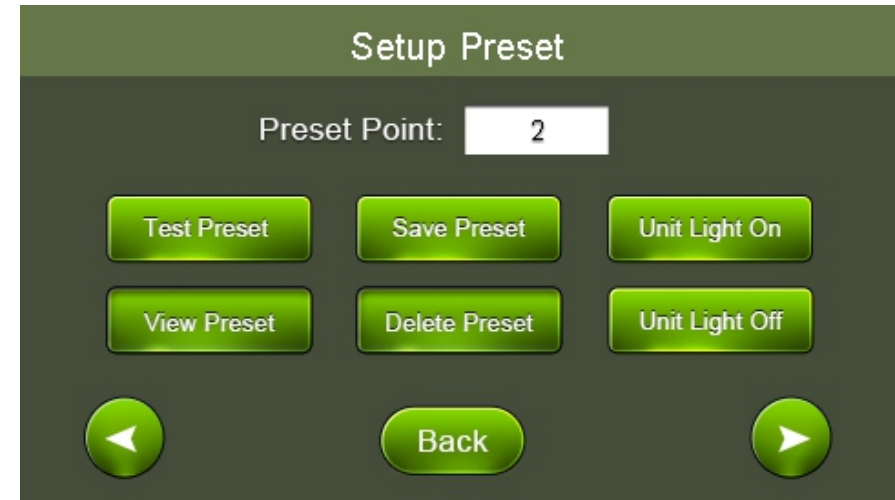 Setup Preset
Preset Point: 2
Test Preset Save Preset Unit Light On
View Preset Delete Preset Unit Light Off
Back